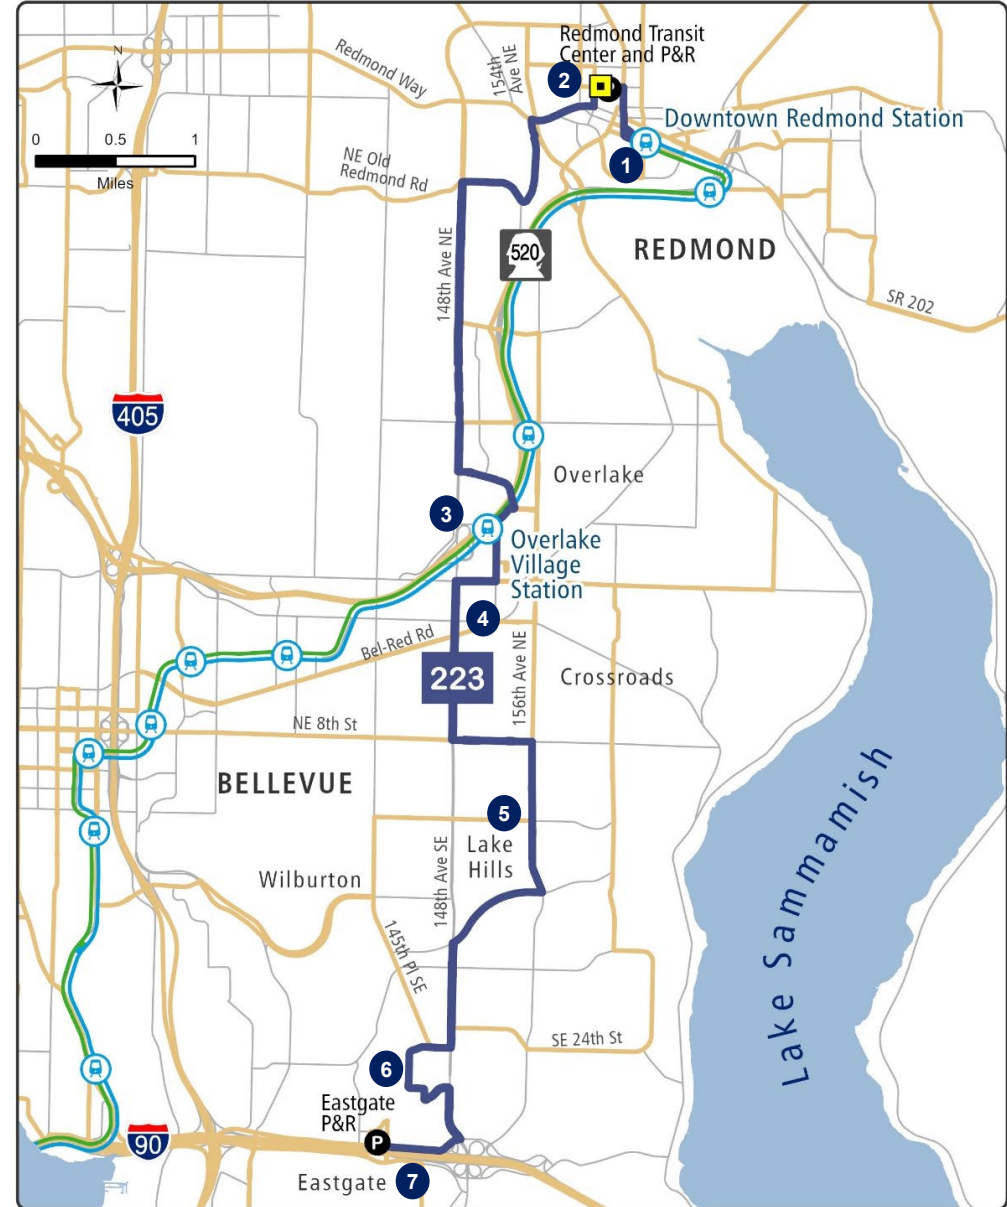 Redmond Transit
Center and P&R
N
Redmond Way
154th
Ave NE
2
Downtown Redmond Station
0 0.5 1
Miles
1
NE Old
Redmond Rd
148th Ave NE
520
REDMOND
SR 202
405
Overlake
3
Overlake
Village
Station
4
Bel-Red Rd
223
156th Ave NE
Crossroads
NE 8th St
BELLEVUE
Lake Sammamish
5
Lake
Hills
148th Ave SE
Wilburton
145th Pl SE
SE 24th St
6
Eastgate
P&R
P
90
Eastgate
7